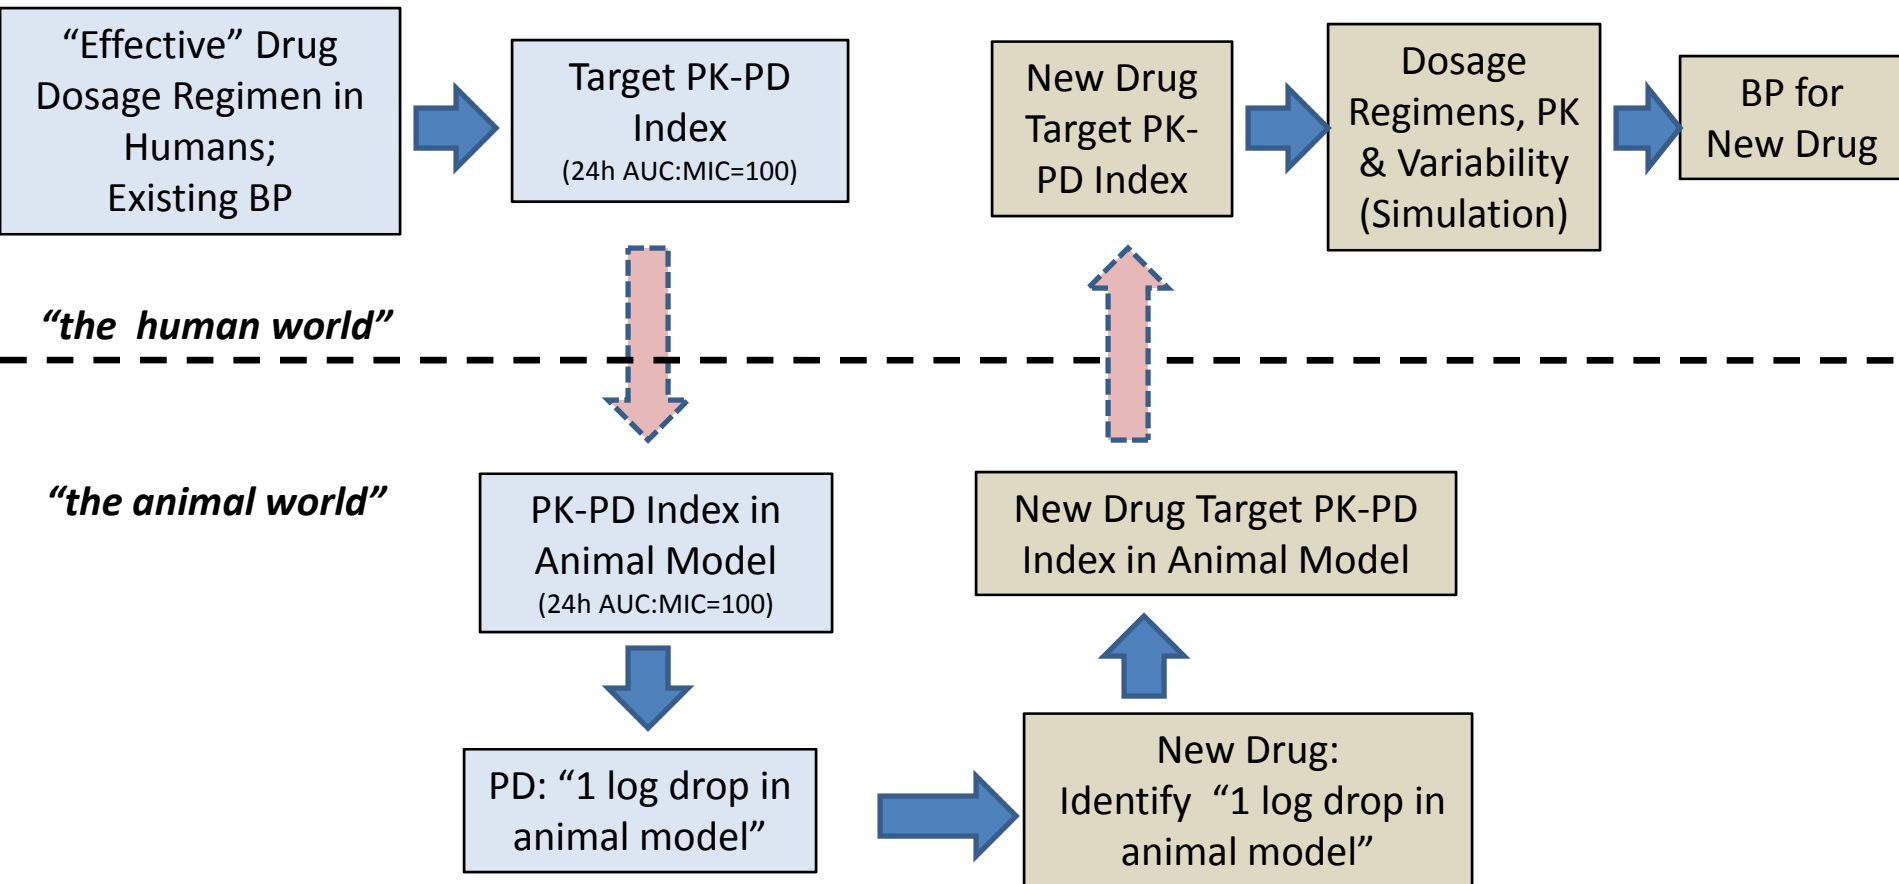 “Effective” Drug
Dosage Regimen in
Humans;
Existing BP
Target PK-PD
Index
(24h AUC:MIC=100)
New Drug
Target PK-
PD Index
Dosage
Regimens, PK
& Variability
(Simulation)
BP for
New Drug
“the human world”
“the animal world”
PK-PD Index in
Animal Model
(24h AUC:MIC=100)
New Drug Target PK-PD
Index in Animal Model
PD: “1 log drop in
animal model”
New Drug:
Identify “1 log drop in
animal model”